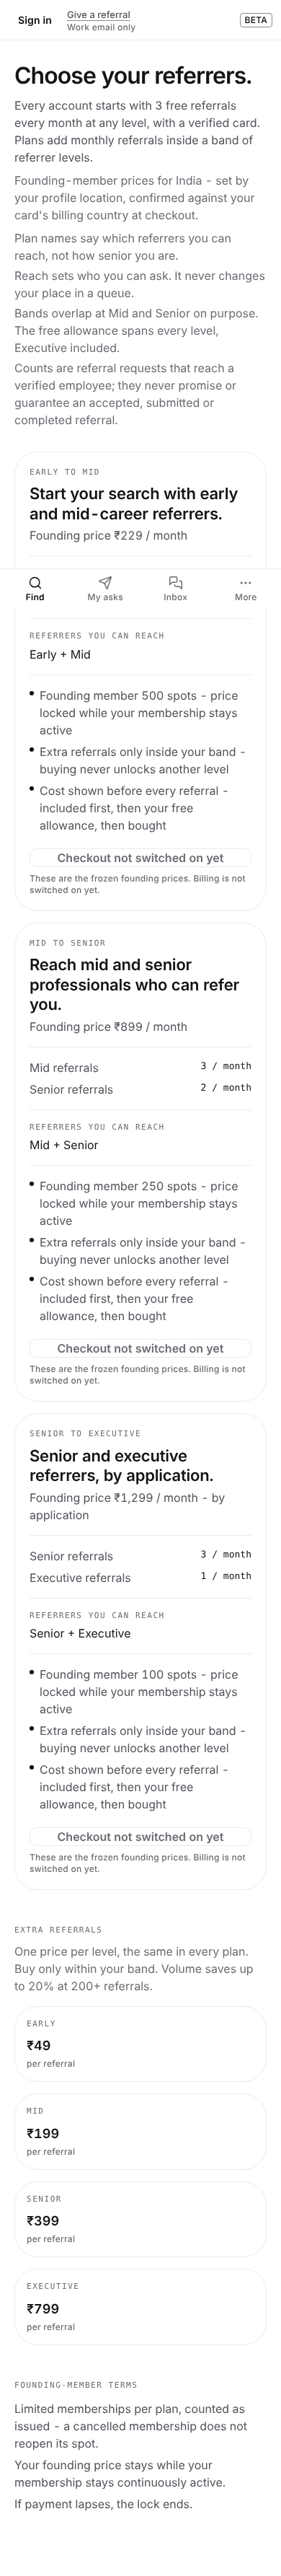 Sign in
Give a referral
Work email only
BETA
Choose your referrers.
Every account starts with 3 free referrals
every month at any level, with a verified card.
Plans add monthly referrals inside a band of
referrer levels.
Founding-member prices for India - set by
your profile location, confirmed against your
card's billing country at checkout.
Plan names say which referrers you can
reach, not how senior you are.
Reach sets who you can ask. It never changes
your place in a queue.
Bands overlap at Mid and Senior on purpose.
The free allowance spans every level,
Executive included.
Counts are referral requests that reach a
verified employee; they never promise or
guarantee an accepted, submitted or
completed referral.
EARLY TO MID
Start your search with early
and mid-career referrers.
Founding price ₹229 / month
Find
My asks
Inbox
More
REFERRERS YOU CAN REACH
Early + Mid
Founding member 500 spots - price
locked while your membership stays
active
Extra referrals only inside your band -
buying never unlocks another level
Cost shown before every referral -
included first, then your free
allowance, then bought
Checkout not switched on yet
These are the frozen founding prices. Billing is not
switched on yet.
MID TO SENIOR
Reach mid and senior
professionals who can refer
you.
Founding price ₹899 / month
Mid referrals 3 / month
Senior referrals 2 / month
REFERRERS YOU CAN REACH
Mid + Senior
Founding member 250 spots - price
locked while your membership stays
active
Extra referrals only inside your band -
buying never unlocks another level
Cost shown before every referral -
included first, then your free
allowance, then bought
Checkout not switched on yet
These are the frozen founding prices. Billing is not
switched on yet.
SENIOR TO EXECUTIVE
Senior and executive
referrers, by application.
Founding price ₹1,299 / month - by
application
Senior referrals 3 / month
Executive referrals 1 / month
REFERRERS YOU CAN REACH
Senior + Executive
Founding member 100 spots - price
locked while your membership stays
active
Extra referrals only inside your band -
buying never unlocks another level
Cost shown before every referral -
included first, then your free
allowance, then bought
Checkout not switched on yet
These are the frozen founding prices. Billing is not
switched on yet.
EXTRA REFERRALS
One price per level, the same in every plan.
Buy only within your band. Volume saves up
to 20% at 200+ referrals.
EARLY
₹49
per referral
MID
₹199
per referral
SENIOR
₹399
per referral
EXECUTIVE
₹799
per referral
FOUNDING-MEMBER TERMS
Limited memberships per plan, counted as
issued - a cancelled membership does not
reopen its spot.
Your founding price stays while your
membership stays continuously active.
If payment lapses, the lock ends.